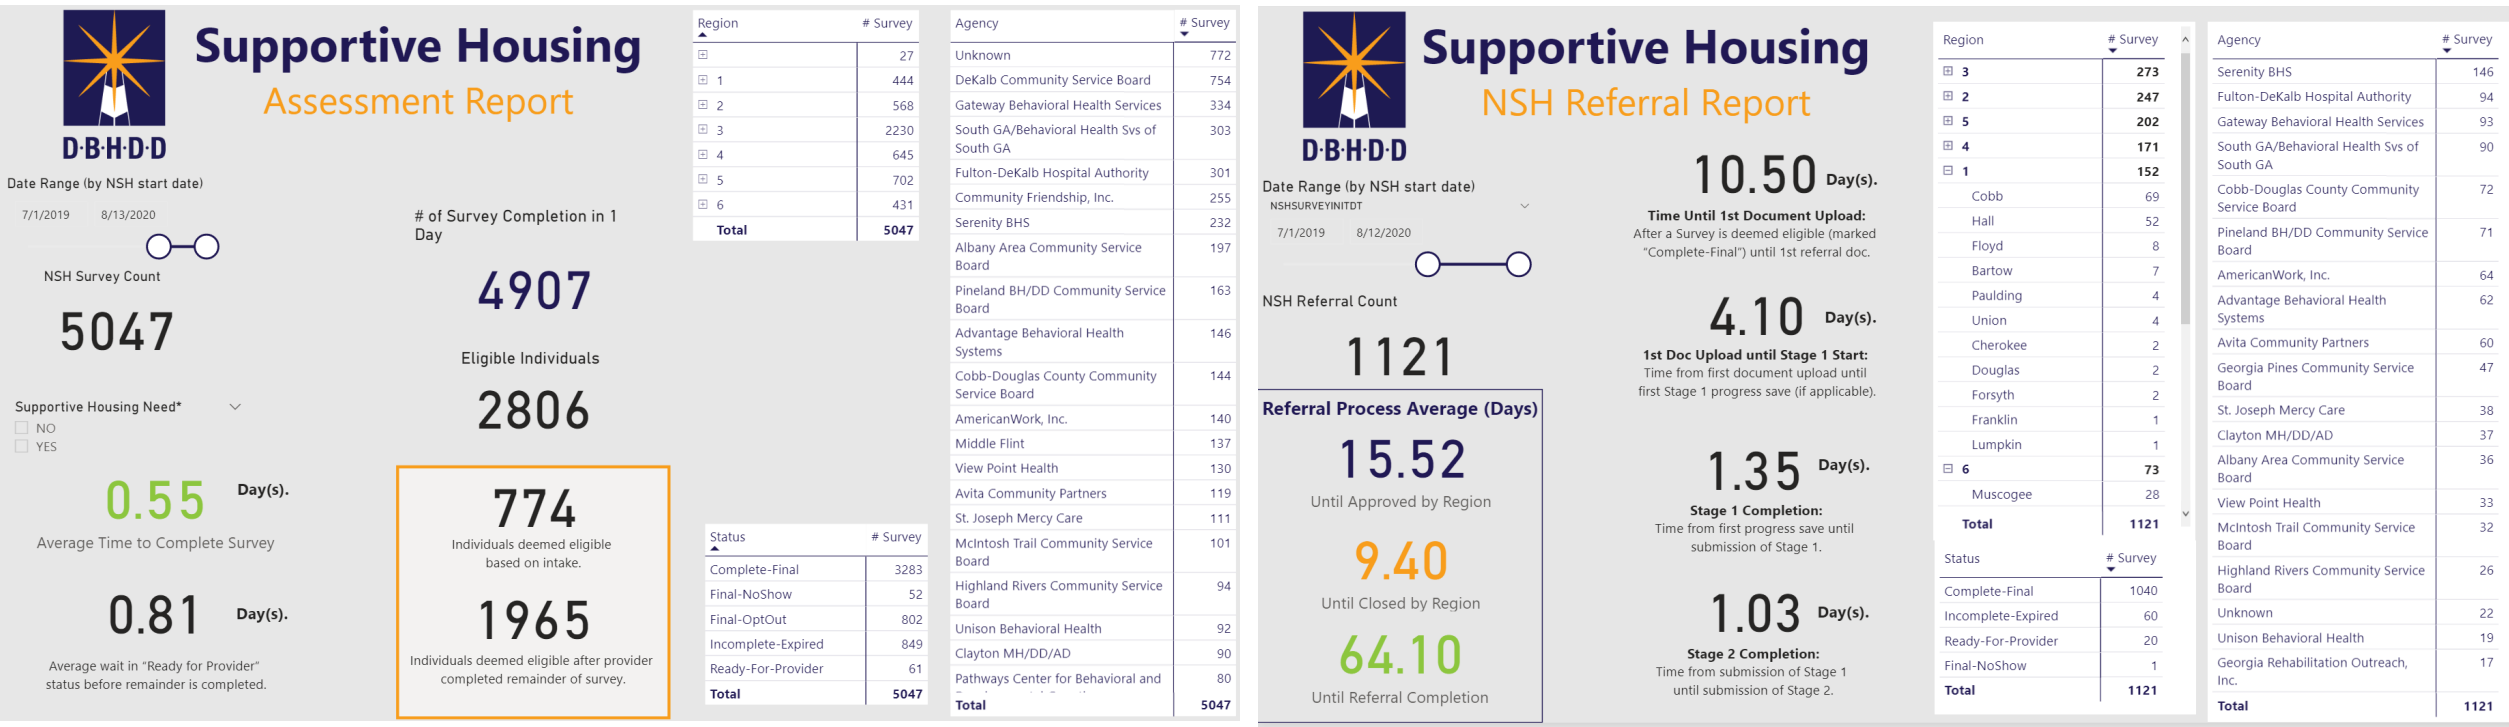 Supportive Housing
Assessment Report
D·B·H·D·D
Date Range (by NSH start date)
7/1/2019 8/13/2020
NSH Survey Count
5047
Supportive Housing Need*
NO
YES
0.55 Day(s).
Average Time to Complete Survey
0.81 Day(s).
Average wait in “Ready for Provider”
status before remainder is completed.
# of Survey Completion in 1
Day
4907
Eligible Individuals
2806
774
Individuals deemed eligible
based on intake.
1965
Individuals deemed eligible after provider
completed remainder of survey.
Region # Survey
27
1 444
2 568
3 2230
4 645
5 702
6 431
Total 5047
Status # Survey
Complete-Final 3283
Final-NoShow 52
Final-OptOut 802
Incomplete-Expired 849
Ready-For-Provider 61
Total 5047
Agency # Survey
Unknown 772
DeKalb Community Service Board 754
Gateway Behavioral Health Services 334
South GA/Behavioral Health Svs of 303
South GA
Fulton-DeKalb Hospital Authority 301
Community Friendship, Inc. 255
Serenity BHS 232
Albany Area Community Service 197
Board
Pineland BH/DD Community Service 163
Board
Advantage Behavioral Health 146
Systems
Cobb-Douglas County Community 144
Service Board
AmericanWork, Inc. 140
Middle Flint 137
View Point Health 130
Avita Community Partners 119
St. Joseph Mercy Care 111
McIntosh Trail Community Service 101
Board
Highland Rivers Community Service 94
Board
Unison Behavioral Health 92
Clayton MH/DD/AD 90
Pathways Center for Behavioral and 80
Total 5047
Supportive Housing
NSH Referral Report
D·B·H·D·D
Date Range (by NSH start date)
NSHSURVEYINITDT
7/1/2019 8/12/2020
NSH Referral Count
1121
Referral Process Average (Days)
15.52
Until Approved by Region
9.40
Until Closed by Region
64.10
Until Referral Completion
10.50 Day(s).
Time Until 1st Document Upload:
After a Survey is deemed eligible (marked
“Complete-Final”) until 1st referral doc.
4.10 Day(s).
1st Doc Upload until Stage 1 Start:
Time from first document upload until
first Stage 1 progress save (if applicable).
1.35 Day(s).
Stage 1 Completion:
Time from first progress save until
submission of Stage 1.
1.03 Day(s).
Stage 2 Completion:
Time from submission of Stage 1
until submission of Stage 2.
Region # Survey
3 273
2 247
5 202
4 171
1 152
Cobb 69
Hall 52
Floyd 8
Bartow 7
Paulding 4
Union 4
Cherokee 2
Douglas 2
Forsyth 2
Franklin 1
Lumpkin 1
6 73
Muscogee 28
Total 1121
Status # Survey
Complete-Final 1040
Incomplete-Expired 60
Ready-For-Provider 20
Final-NoShow 1
Total 1121
Agency # Survey
Serenity BHS 146
Fulton-DeKalb Hospital Authority 94
Gateway Behavioral Health Services 93
South GA/Behavioral Health Svs of 90
South GA
Cobb-Douglas County Community 72
Service Board
Pineland BH/DD Community Service 71
Board
AmericanWork, Inc. 64
Advantage Behavioral Health 62
Systems
Avita Community Partners 60
Georgia Pines Community Service 47
Board
St. Joseph Mercy Care 38
Clayton MH/DD/AD 37
Albany Area Community Service 36
Board
View Point Health 33
McIntosh Trail Community Service 32
Board
Highland Rivers Community Service 26
Board
Unknown 22
Unison Behavioral Health 19
Georgia Rehabilitation Outreach, 17
Inc.
Total 1121